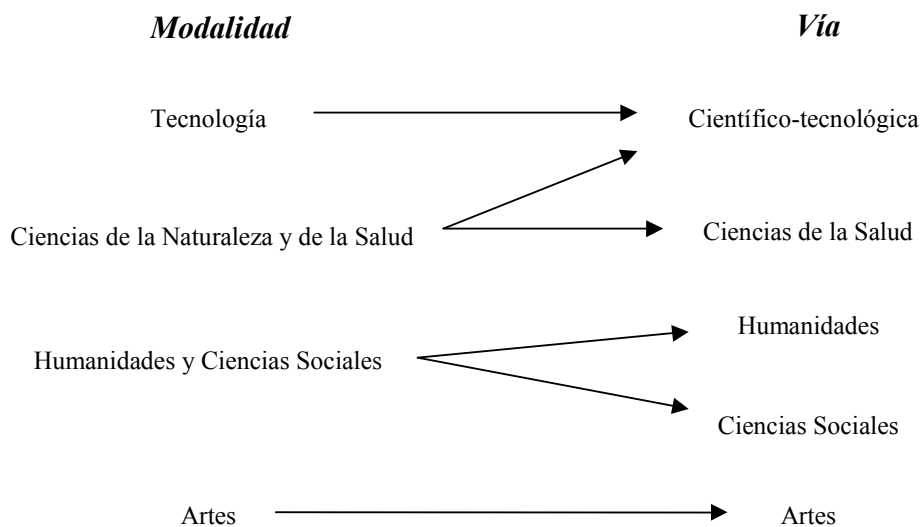 Modalidad
Vía
Tecnología
Científico-tecnológica
Ciencias de la Naturaleza y de la Salud
Ciencias de la Salud
Humanidades
Humanidades y Ciencias Sociales
Ciencias Sociales
Artes
Artes